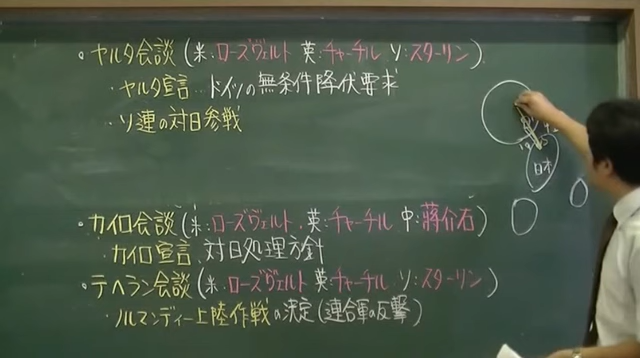 ・ヤルタ会談(米:ローズヴェルト 英:チャーチル ソ:スターリン)
・ヤルタ宣言…ドイツの無条件降伏要求
・ソ連の対日参戦
日本
・カイロ会談(米:ローズヴェルト.英:チャーチル 中:蔣介石)
・カイロ宣言 対日処理方針
・テヘラン会談(米:ローズヴェルト 英:チャーチル ソ:スターリン)
・ノルマンディー上陸作戦の決定(連合軍の反撃)